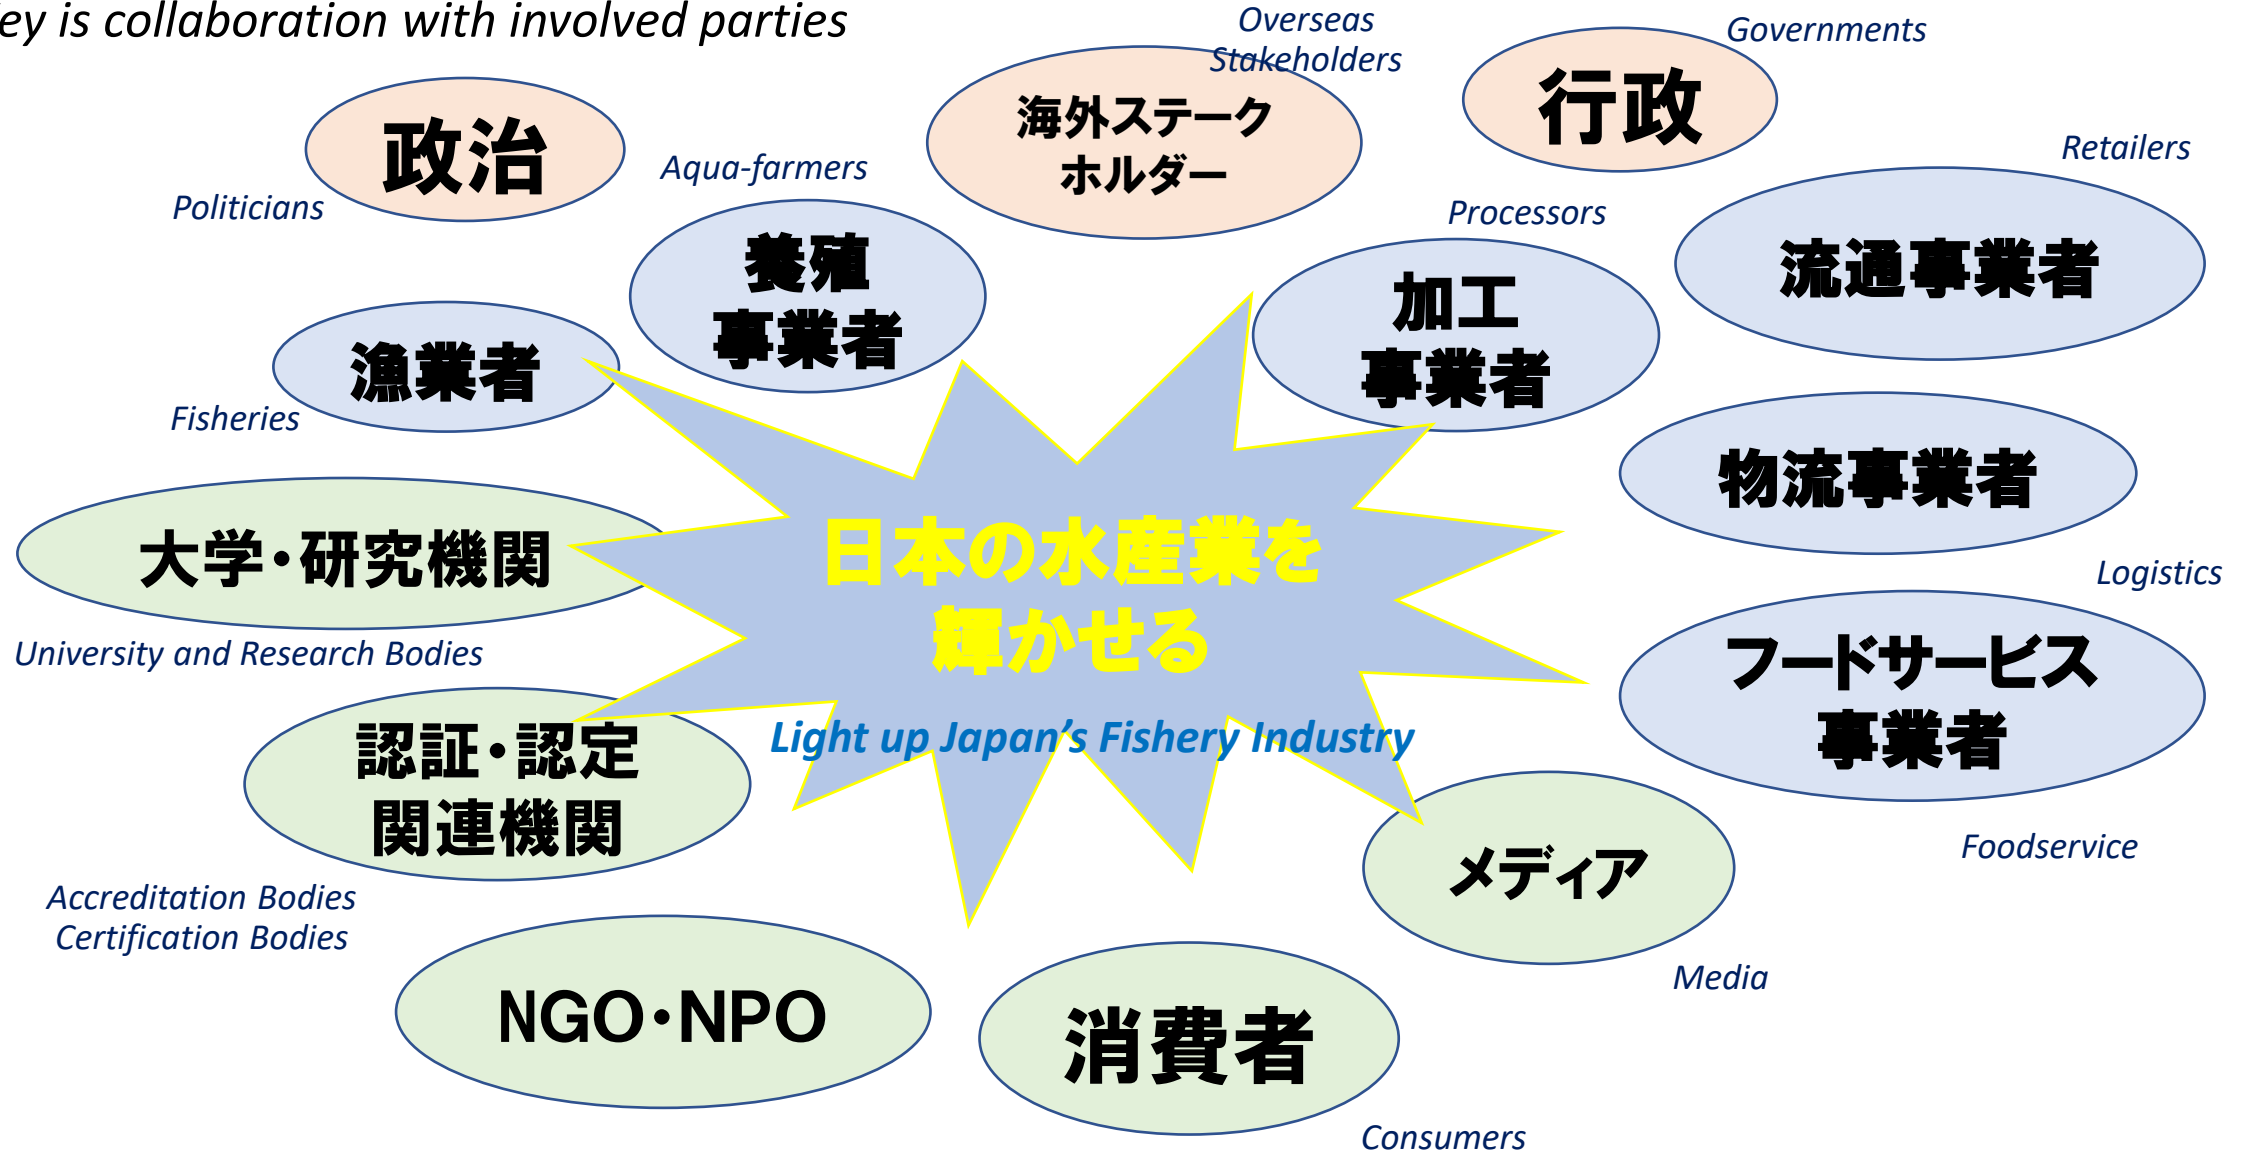 ey is collaboration with involved parties
Overseas
Stakeholders
Governments
政治
海外ステーク
ホルダー
行政
Politicians
Aqua-farmers
Retailers
養殖
事業者
Processors
加工
事業者
流通事業者
漁業者
Fisheries
物流事業者
大学・研究機関
University and Research Bodies
日本の水産業を
輝かせる
Light up Japan’s Fishery Industry
Logistics
フードサービス
事業者
Foodservice
認証・認定
関連機関
Accreditation Bodies
Certification Bodies
メディア
Media
NGO・NPO
消費者
Consumers